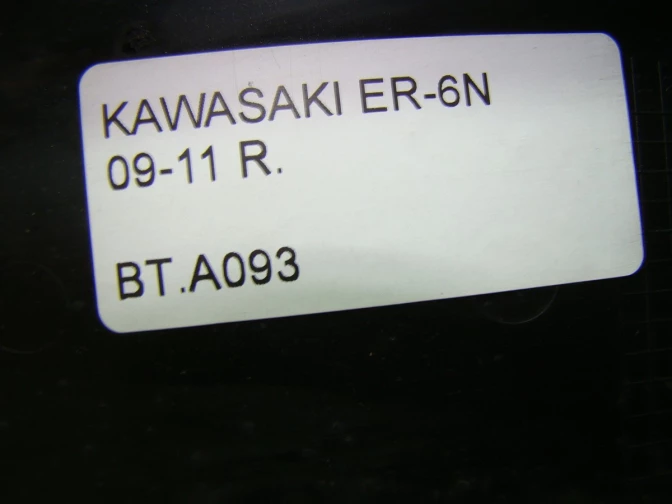 KAWASAKI ER-6N
09-11 R.
BT.A093